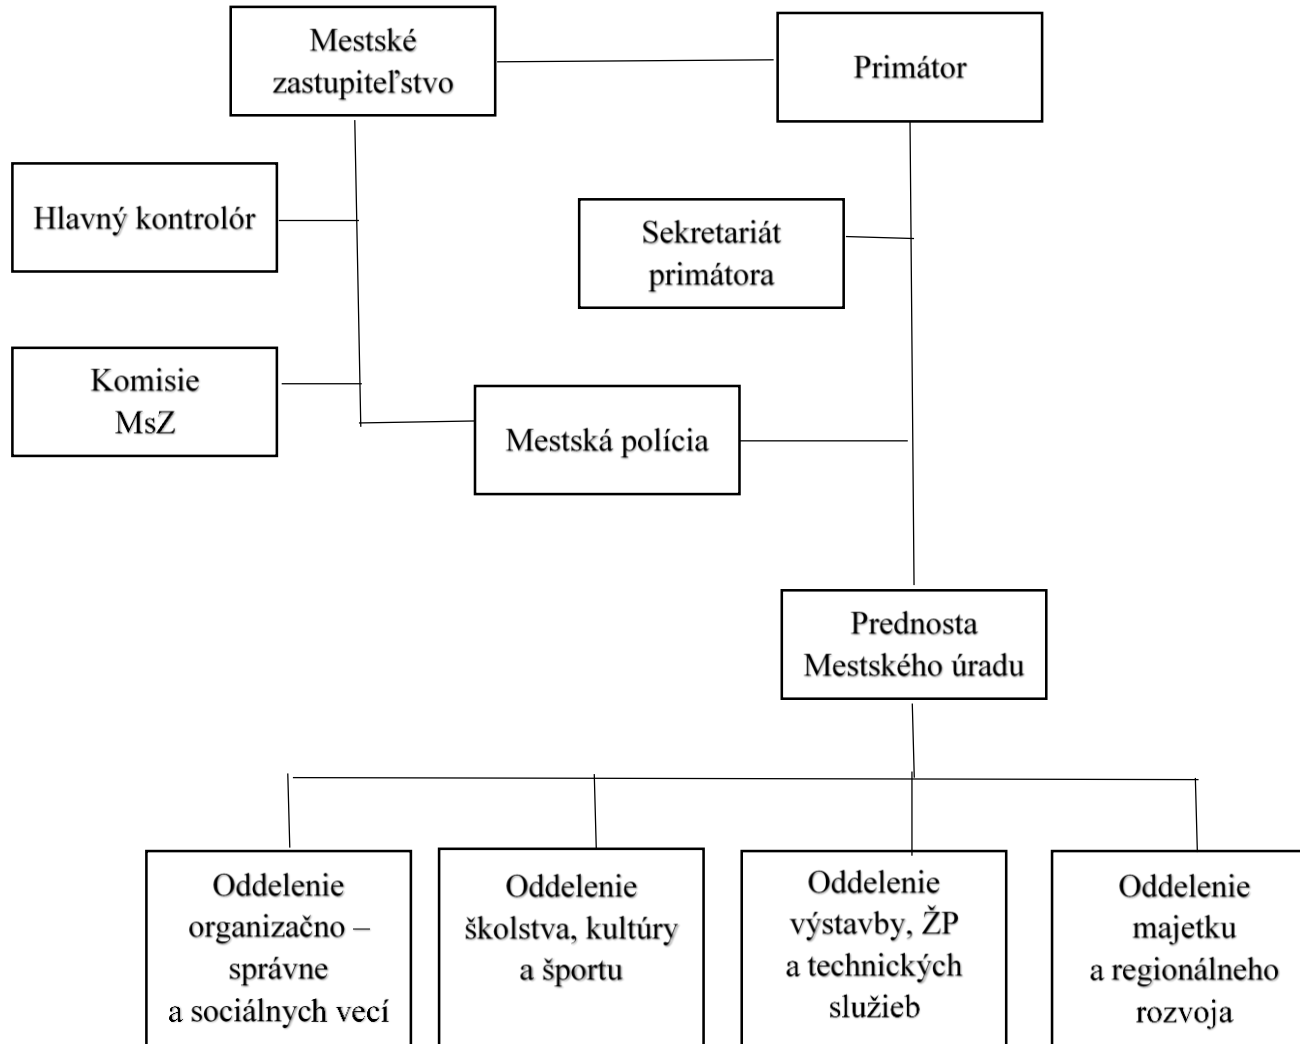 Mestské
zastupiteľstvo
Primátor
Hlavný kontrolór
Sekretariát
primátora
Komisie
MsZ
Mestská polícia
Prednosta
Mestského úradu
Oddelenie
organizačno –
správne
a sociálnych vecí
Oddelenie
školstva, kultúry
a športu
Oddelenie
výstavby, ŽP
a technických
služieb
Oddelenie
majetku
a regionálneho
rozvoja